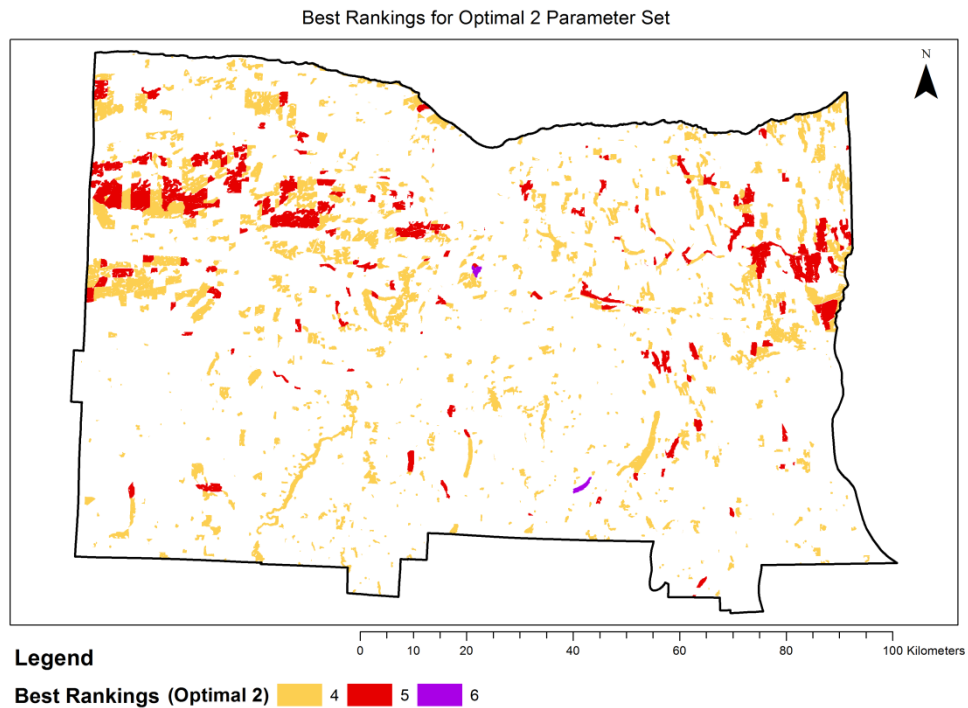 Best Rankings for Optimal 2 Parameter Set
N
0 20 40 60 80 100 Kilometers
Legend
Best Rankings (Optimal 2) 4 5 6